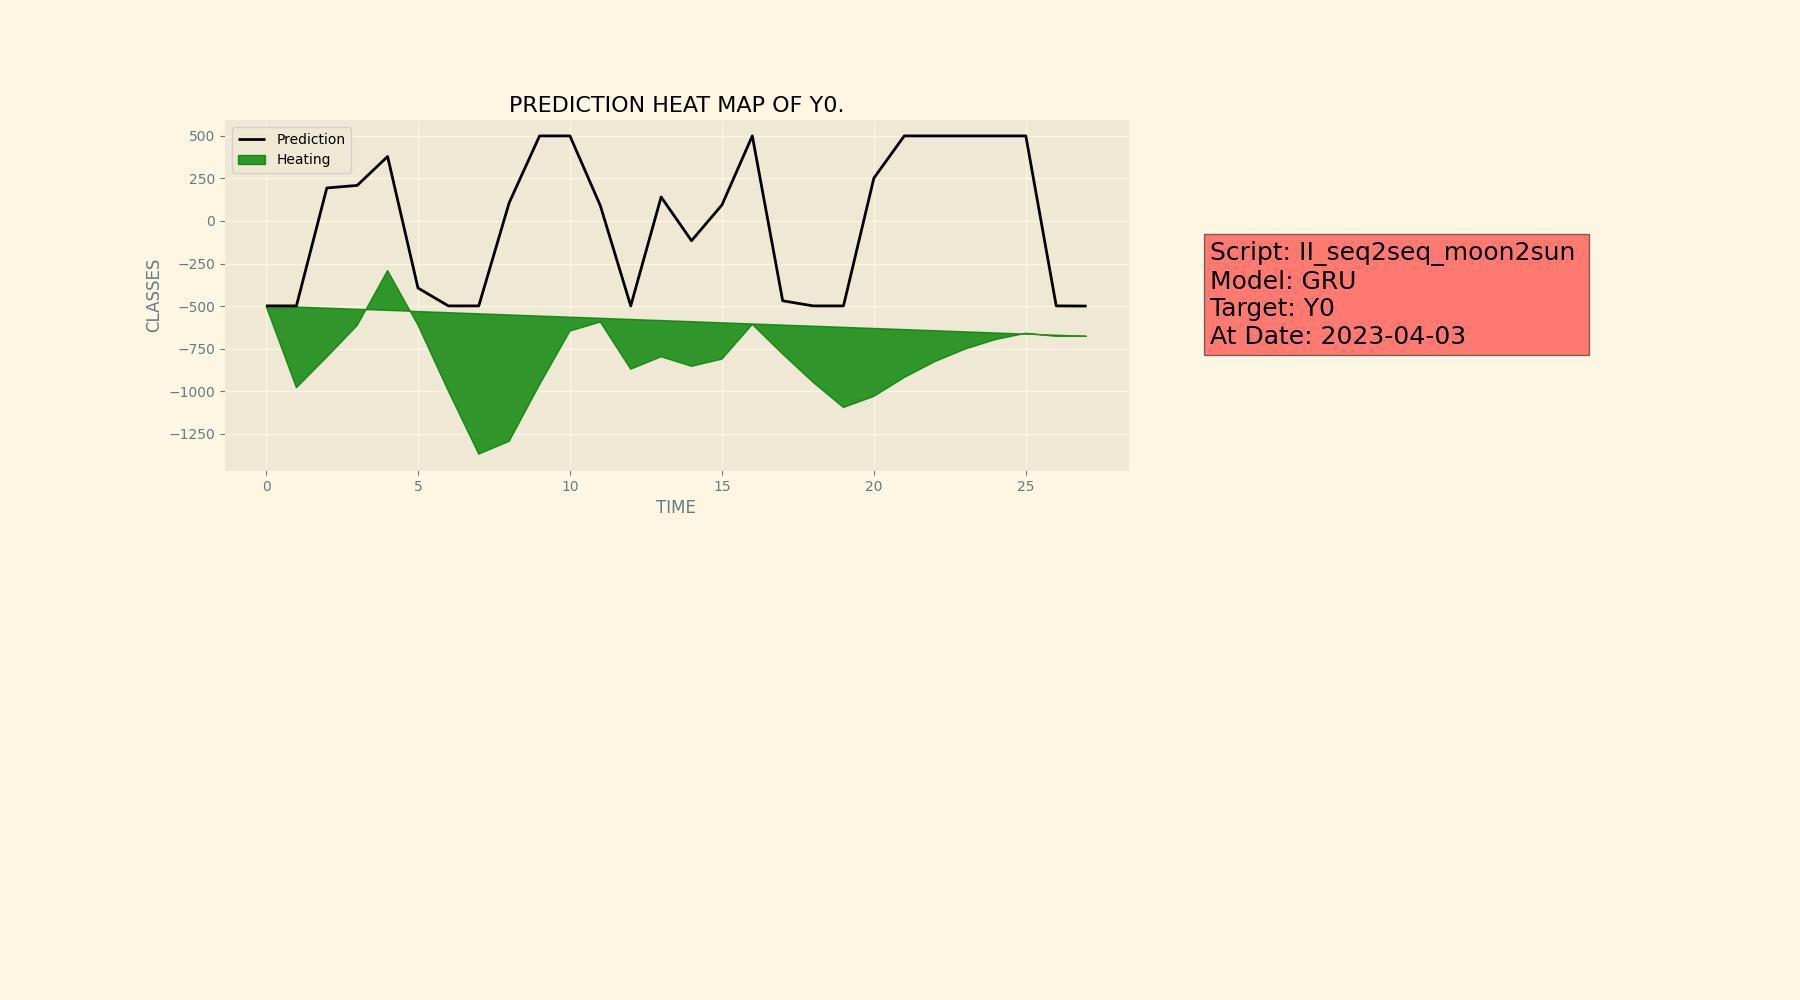 PREDICTION HEAT MAP OF Y0.
Prediction
Heating
500
250
0
−250
−500
−750
−1000
−1250
CLASSES
0 5 10 15 20 25
TIME
Script: II_seq2seq_moon2sun
Model: GRU
Target: Y0
At Date: 2023-04-03